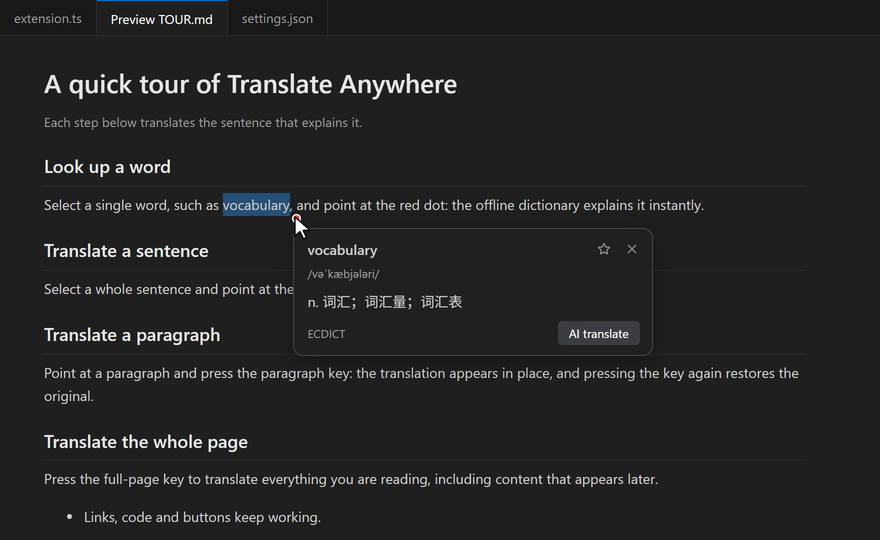 extension.ts
Preview TOUR.md
settings.json
A quick tour of Translate Anywhere
Each step below translates the sentence that explains it.
Look up a word
Select a single word, such as vocabulary, and point at the red dot: the offline dictionary explains it instantly.
vocabulary
/vəˈkæbjələri/
n. 词汇；词汇量；词汇表
ECDICT
AI translate
Translate a sentence
Select a whole sentence and point at the
Translate a paragraph
Point at a paragraph and press the paragraph key: the translation appears in place, and pressing the key again restores the
original.
Translate the whole page
Press the full-page key to translate everything you are reading, including content that appears later.
• Links, code and buttons keep working.